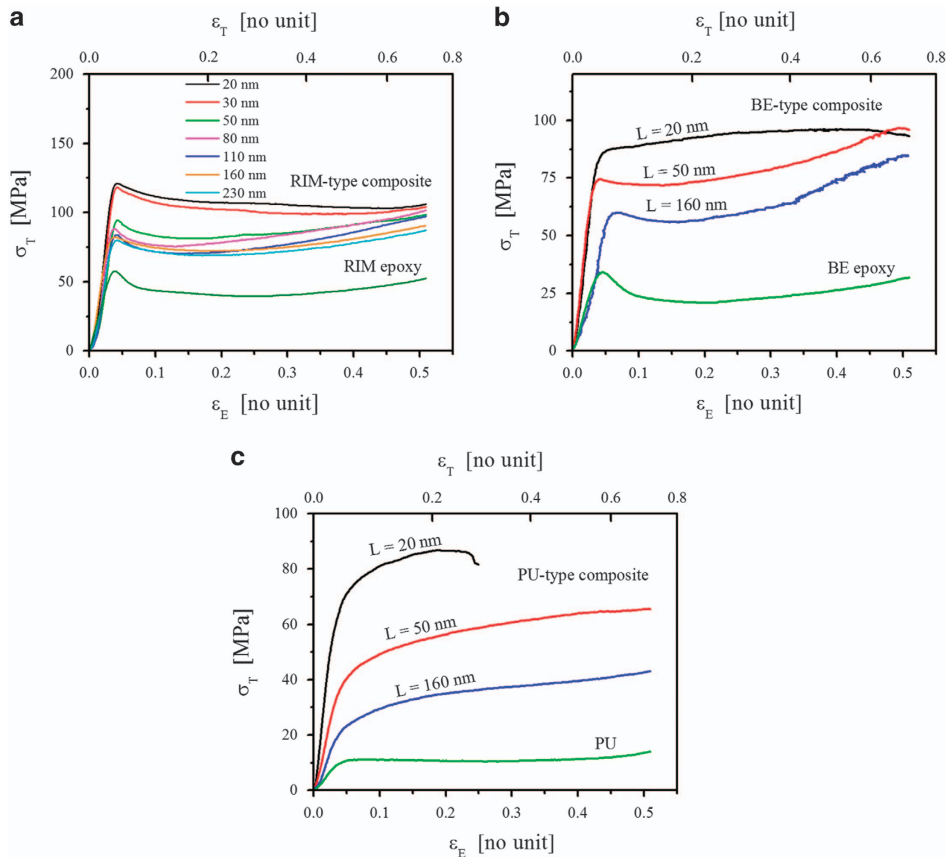 a
ε_T [no unit]
0.0 0.2 0.4 0.6 0.8
200
150
100
50
0
σ_T [MPa]
20 nm
30 nm
50 nm
80 nm
110 nm
160 nm
230 nm
RIM-type composite
RIM epoxy
0.0 0.1 0.2 0.3 0.4 0.5
ε_E [no unit]
b
ε_T [no unit]
0.0 0.2 0.4 0.6 0.8
100
75
50
25
0
σ_T [MPa]
BE-type composite
L = 20 nm
L = 50 nm
L = 160 nm
BE epoxy
0.0 0.1 0.2 0.3 0.4 0.5
ε_E [no unit]
c
ε_T [no unit]
0.0 0.2 0.4 0.6 0.8
100
80
60
40
20
0
σ_T [MPa]
L = 20 nm
PU-type composite
L = 50 nm
L = 160 nm
PU
0.0 0.1 0.2 0.3 0.4 0.5
ε_E [no unit]